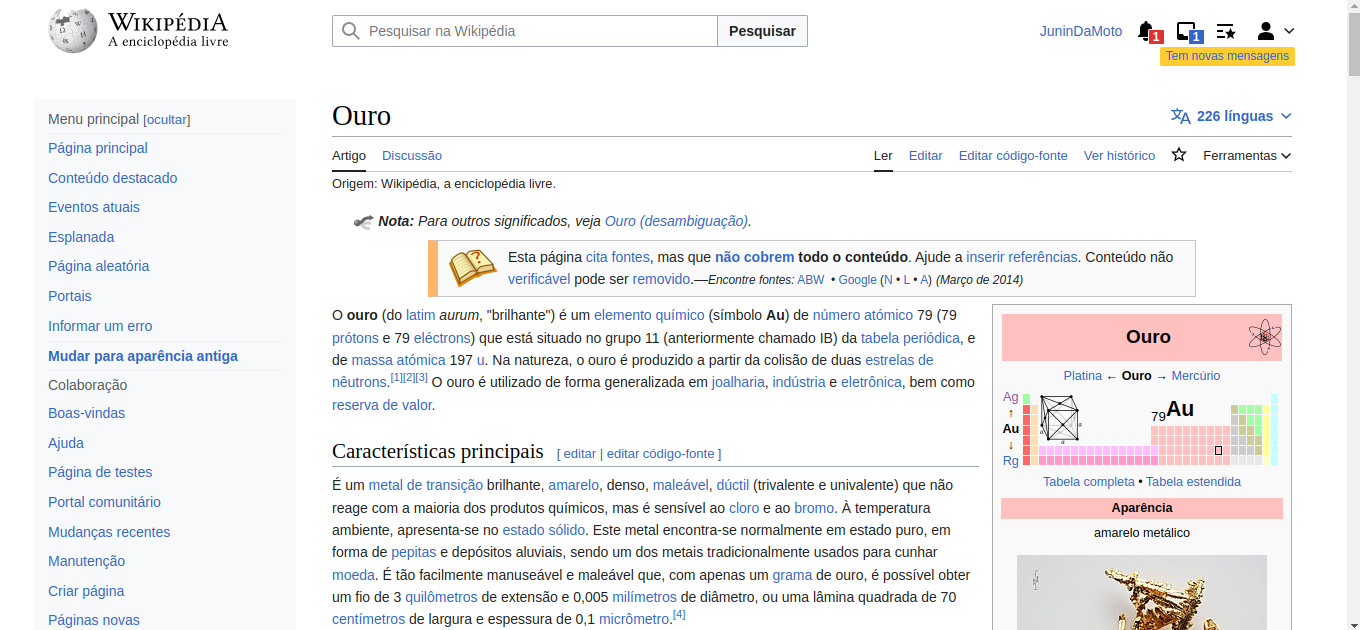 WIKIPÉDIA
A enciclopédia livre
Pesquisar na Wikipédia
Pesquisar
JuninDaMoto
1
1
Tem novas mensagens
Menu principal [ocultar]
Página principal
Conteúdo destacado
Eventos atuais
Esplanada
Página aleatória
Portais
Informar um erro
Mudar para aparência antiga
Colaboração
Boas-vindas
Ajuda
Página de testes
Portal comunitário
Mudanças recentes
Manutenção
Criar página
Páginas novas
Ouro
226 línguas
Artigo Discussão
Ler Editar Editar código-fonte Ver histórico Ferramentas
Origem: Wikipédia, a enciclopédia livre.
Nota: Para outros significados, veja Ouro (desambiguação).
Esta página cita fontes, mas que não cobrem todo o conteúdo. Ajude a inserir referências. Conteúdo não
verificável pode ser removido.—Encontre fontes: ABW • Google (N • L • A) (Março de 2014)
O ouro (do latim aurum, "brilhante") é um elemento químico (símbolo Au) de número atómico 79 (79
prótons e 79 eléctrons) que está situado no grupo 11 (anteriormente chamado IB) da tabela periódica, e
de massa atómica 197 u. Na natureza, o ouro é produzido a partir da colisão de duas estrelas de
nêutrons.[1][2][3] O ouro é utilizado de forma generalizada em joalharia, indústria e eletrônica, bem como
reserva de valor.
Características principais [ editar | editar código-fonte ]
É um metal de transição brilhante, amarelo, denso, maleável, dúctil (trivalente e univalente) que não
reage com a maioria dos produtos químicos, mas é sensível ao cloro e ao bromo. À temperatura
ambiente, apresenta-se no estado sólido. Este metal encontra-se normalmente em estado puro, em
forma de pepitas e depósitos aluviais, sendo um dos metais tradicionalmente usados para cunhar
moeda. É tão facilmente manuseável e maleável que, com apenas um grama de ouro, é possível obter
um fio de 3 quilômetros de extensão e 0,005 milímetros de diâmetro, ou uma lâmina quadrada de 70
centímetros de largura e espessura de 0,1 micrômetro.[4]
Ouro
Platina ← Ouro → Mercúrio
Ag
↑
Au
↓
Rg
79Au
Tabela completa • Tabela estendida
Aparência
amarelo metálico